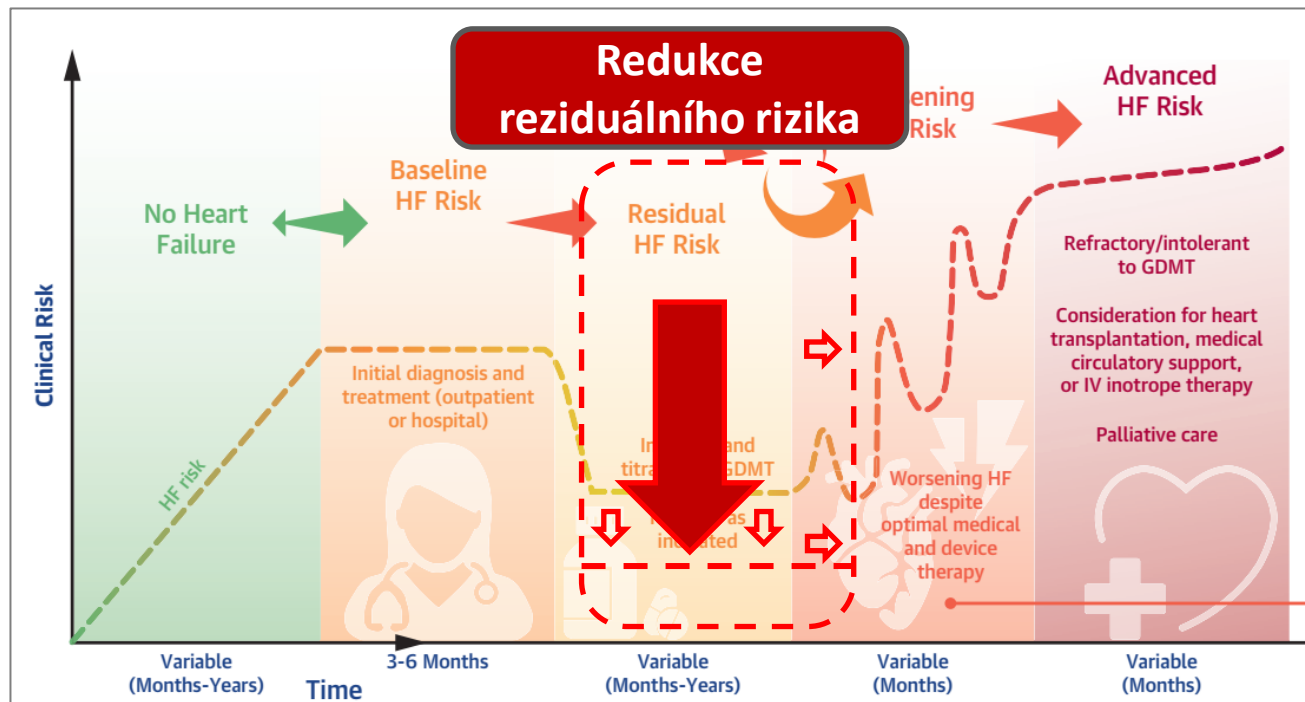 Redukce
reziduálního rizika
ening
Risk
Advanced
HF Risk
Baseline
HF Risk
No Heart
Failure
Residual
HF Risk
Clinical Risk
HF risk
Initial diagnosis and
treatment (outpatient
or hospital)
and
GDMT
as
Worsening HF
despite
optimal medical
and device
therapy
Refractory/intolerant
to GDMT
Consideration for heart
transplantation, medical
circulatory support,
or IV inotrope therapy
Palliative care
Variable
(Months-Years)
3-6 Months
Variable
(Months-Years)
Variable
(Months)
Variable
(Months)
Time